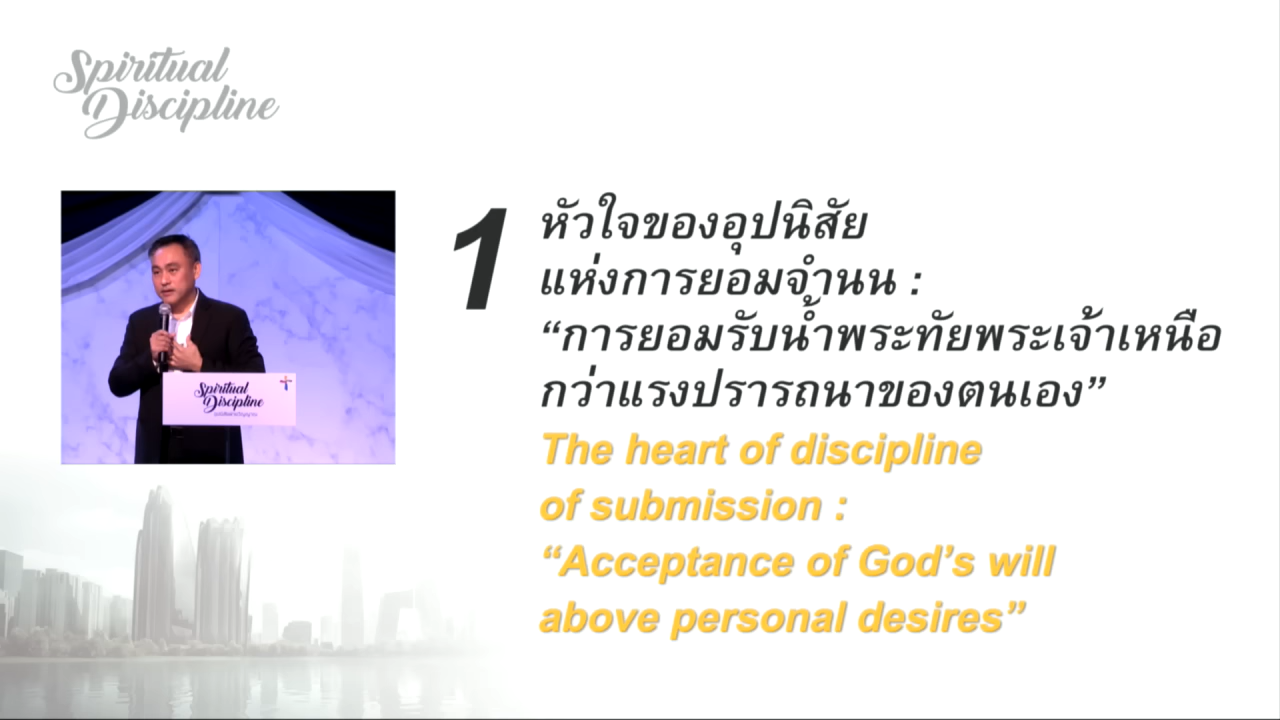 Spiritual
Discipline
Spiritual
Discipline
1
หัวใจของอุปนิสัย
แห่งการยอมจำนน :
“การยอมรับน้ำพระทัยพระเจ้าเหนือ
กว่าแรงปรารถนาของตนเอง”
The heart of discipline
of submission :
“Acceptance of God’s will
above personal desires”